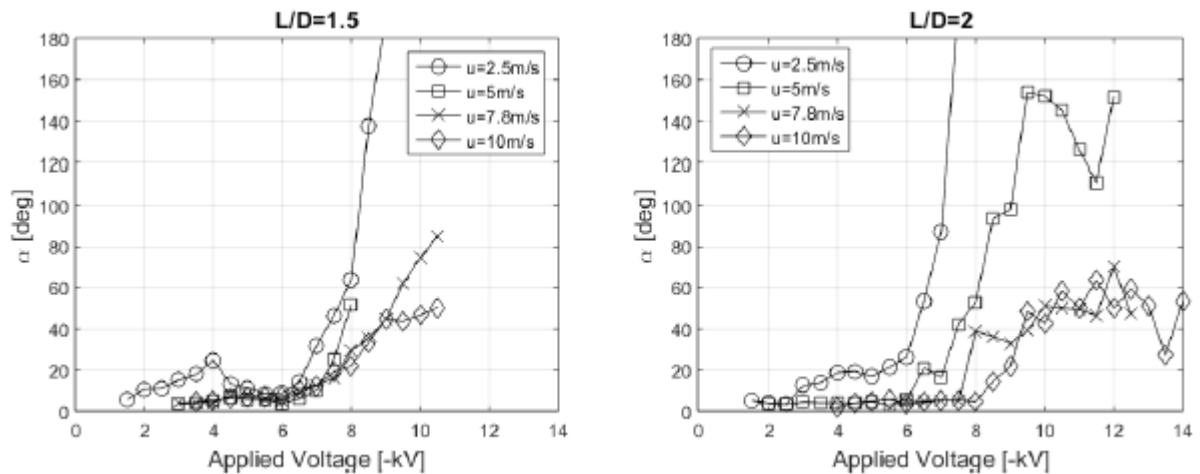 L/D=1.5
180
160
140
120
100
80
60
40
20
0
α [deg]
u=2.5m/s
u=5m/s
u=7.8m/s
u=10m/s
0 2 4 6 8 10 12 14
Applied Voltage [-kV]
L/D=2
180
160
140
120
100
80
60
40
20
0
α [deg]
u=2.5m/s
u=5m/s
u=7.8m/s
u=10m/s
0 2 4 6 8 10 12 14
Applied Voltage [-kV]